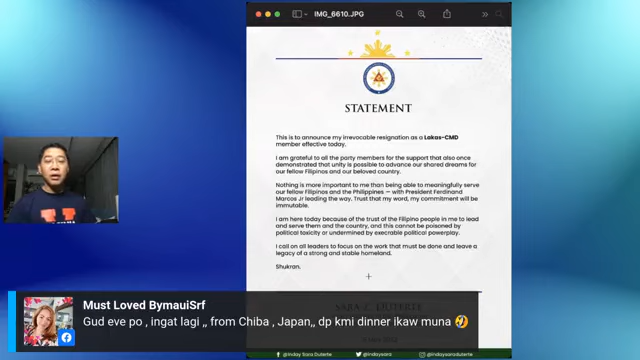 IMG_6610.JPG
STATEMENT
This is to announce my irrevocable resignation as a Lakas-CMD
member effective today.
I am grateful to all the party members for the support that also once
demonstrated that unity is possible to advance our shared dreams for
our fellow Filipinos and our beloved country.
Nothing is more important to me than being able to meaningfully serve
our fellow Filipinos and the Philippines — with President Ferdinand
Marcos Jr leading the way. Trust that my word, my commitment will be
immutable.
I am here today because of the trust of the Filipino people in me to lead
and serve them and the country, and this cannot be poisoned by
political toxicity or undermined by execrable political powerplay.
I call on all leaders to focus on the work that must be done and leave a
legacy of a strong and stable homeland.
Shukran.
SARA Z. DUTERTE
Must Loved BymauiSrf
Gud eve po , ingat lagi ,, from Chiba , Japan,, dp kmi dinner ikaw muna 🤣
@Inday Sara Duterte
@indaysara
@indaysaraduterte